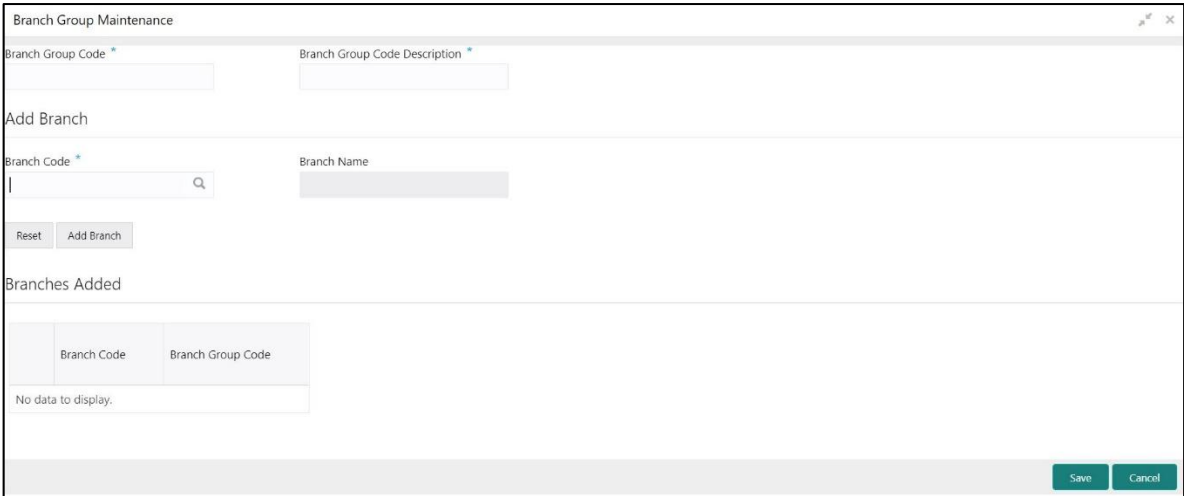 Branch Group Maintenance
Branch Group Code * Branch Group Code Description *
Add Branch
Branch Code * Branch Name
Reset Add Branch
Branches Added
Branch Code Branch Group Code
No data to display.
Save Cancel